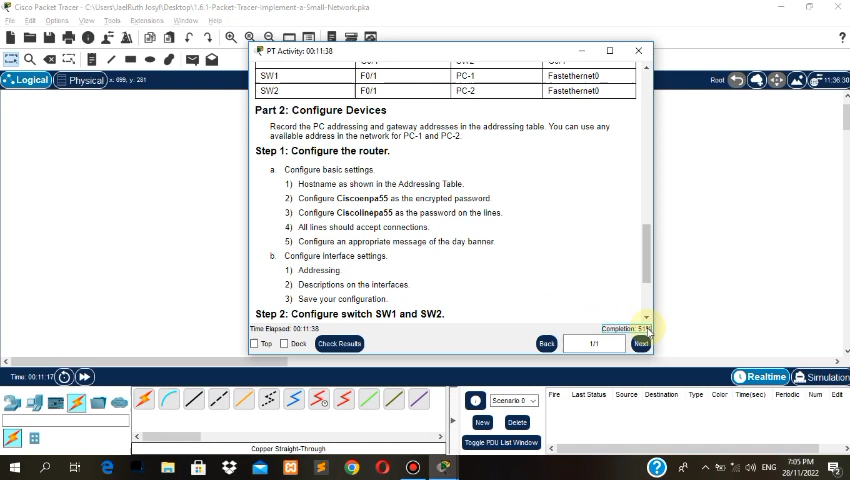 Cisco Packet Tracer - C:\Users\JaelRuth Josyl\Desktop\1.6.1-Packet-Tracer-Implement-a-Small-Network.pka
File Edit Options View Tools Extensions Window Help
PT Activity: 00:11:38
Logical
Physical
x: 099, y: 281
Root
11:36:30
SW1 F0/1 PC-1 Fastethernet0
SW2 F0/1 PC-2 Fastethernet0
Part 2: Configure Devices
Record the PC addressing and gateway addresses in the addressing table. You can use any
available address in the network for PC-1 and PC-2.
Step 1: Configure the router.
a. Configure basic settings.
1) Hostname as shown in the Addressing Table.
2) Configure Ciscoenpa55 as the encrypted password.
3) Configure Ciscolinepa55 as the password on the lines.
4) All lines should accept connections.
5) Configure an appropriate message of the day banner.
b. Configure interface settings.
1) Addressing.
2) Descriptions on the interfaces.
3) Save your configuration.
Step 2: Configure switch SW1 and SW2.
Time Elapsed: 00:11:38
Completion: 51%
Top
Dock
Check Results
Back
1/1
Next
Time: 00:11:17
Realtime
Simulation
Scenario 0
New
Delete
Toggle PDU List Window
Fire Last Status Source Destination Type Color Time(sec) Periodic Num Edit
Copper Straight-Through
ENG
7:05 PM
28/11/2022
2